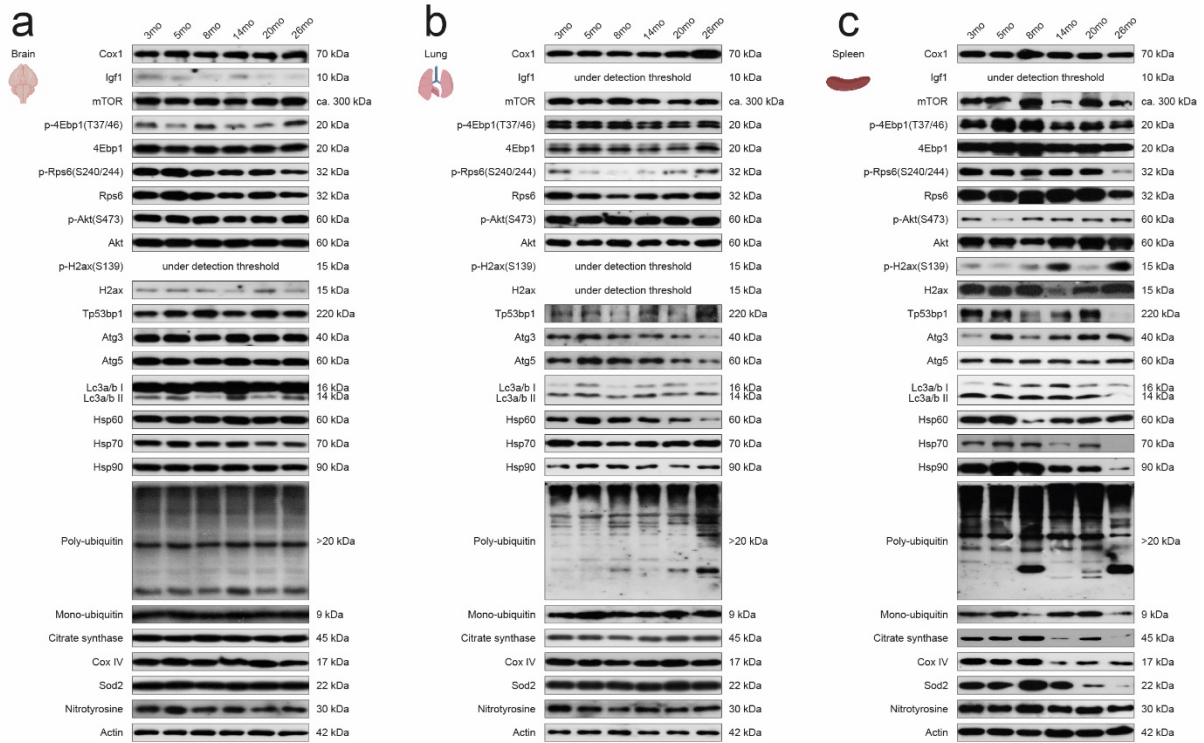 a
Brain
3mo 5mo 8mo 14mo 20mo 26mo
Cox1 70 kDa
Igf1 10 kDa
mTOR ca. 300 kDa
p-4Ebp1(T37/46) 20 kDa
4Ebp1 20 kDa
p-Rps6(S240/244) 32 kDa
Rps6 32 kDa
p-Akt(S473) 60 kDa
Akt 60 kDa
p-H2ax(S139) under detection threshold 15 kDa
H2ax 15 kDa
Tp53bp1 220 kDa
Atg3 40 kDa
Atg5 60 kDa
Lc3a/b I 16 kDa
Lc3a/b II 14 kDa
Hsp60 60 kDa
Hsp70 70 kDa
Hsp90 90 kDa
Poly-ubiquitin >20 kDa
Mono-ubiquitin 9 kDa
Citrate synthase 45 kDa
Cox IV 17 kDa
Sod2 22 kDa
Nitrotyrosine 30 kDa
Actin 42 kDa
b
Lung
3mo 5mo 8mo 14mo 20mo 26mo
Cox1 70 kDa
Igf1 under detection threshold 10 kDa
mTOR ca. 300 kDa
p-4Ebp1(T37/46) 20 kDa
4Ebp1 20 kDa
p-Rps6(S240/244) 32 kDa
Rps6 32 kDa
p-Akt(S473) 60 kDa
Akt 60 kDa
p-H2ax(S139) under detection threshold 15 kDa
H2ax under detection threshold 15 kDa
Tp53bp1 220 kDa
Atg3 40 kDa
Atg5 60 kDa
Lc3a/b I 16 kDa
Lc3a/b II 14 kDa
Hsp60 60 kDa
Hsp70 70 kDa
Hsp90 90 kDa
Poly-ubiquitin >20 kDa
Mono-ubiquitin 9 kDa
Citrate synthase 45 kDa
Cox IV 17 kDa
Sod2 22 kDa
Nitrotyrosine 30 kDa
Actin 42 kDa
c
Spleen
3mo 5mo 8mo 14mo 20mo 26mo
Cox1 70 kDa
Igf1 under detection threshold 10 kDa
mTOR ca. 300 kDa
p-4Ebp1(T37/46) 20 kDa
4Ebp1 20 kDa
p-Rps6(S240/244) 32 kDa
Rps6 32 kDa
p-Akt(S473) 60 kDa
Akt 60 kDa
p-H2ax(S139) 15 kDa
H2ax 15 kDa
Tp53bp1 220 kDa
Atg3 40 kDa
Atg5 60 kDa
Lc3a/b I 16 kDa
Lc3a/b II 14 kDa
Hsp60 60 kDa
Hsp70 70 kDa
Hsp90 90 kDa
Poly-ubiquitin >20 kDa
Mono-ubiquitin 9 kDa
Citrate synthase 45 kDa
Cox IV 17 kDa
Sod2 22 kDa
Nitrotyrosine 30 kDa
Actin 42 kDa